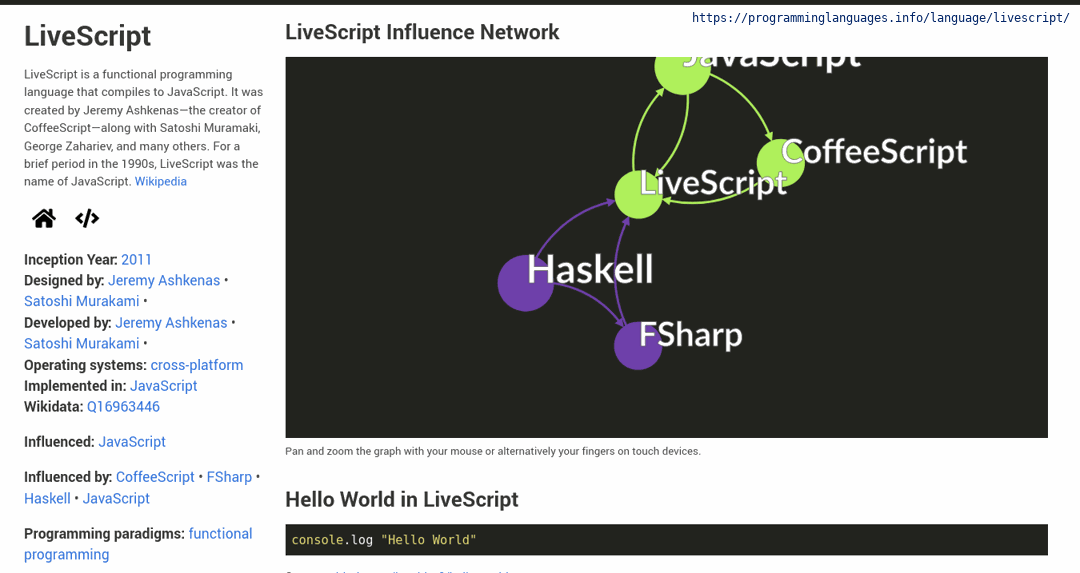 https://programminglanguages.info/language/livescript/
LiveScript
LiveScript is a functional programming
language that compiles to JavaScript. It was
created by Jeremy Ashkenas—the creator of
CoffeeScript—along with Satoshi Muramaki,
George Zahariev, and many others. For a
brief period in the 1990s, LiveScript was the
name of JavaScript. Wikipedia
Inception Year: 2011
Designed by: Jeremy Ashkenas •
Satoshi Murakami •
Developed by: Jeremy Ashkenas •
Satoshi Murakami •
Operating systems: cross-platform
Implemented in: JavaScript
Wikidata: Q16963446
Influenced: JavaScript
Influenced by: CoffeeScript • FSharp •
Haskell • JavaScript
Programming paradigms: functional
programming
LiveScript Influence Network
JavaScript
CoffeeScript
LiveScript
Haskell
FSharp
Pan and zoom the graph with your mouse or alternatively your fingers on touch devices.
Hello World in LiveScript
console.log "Hello World"